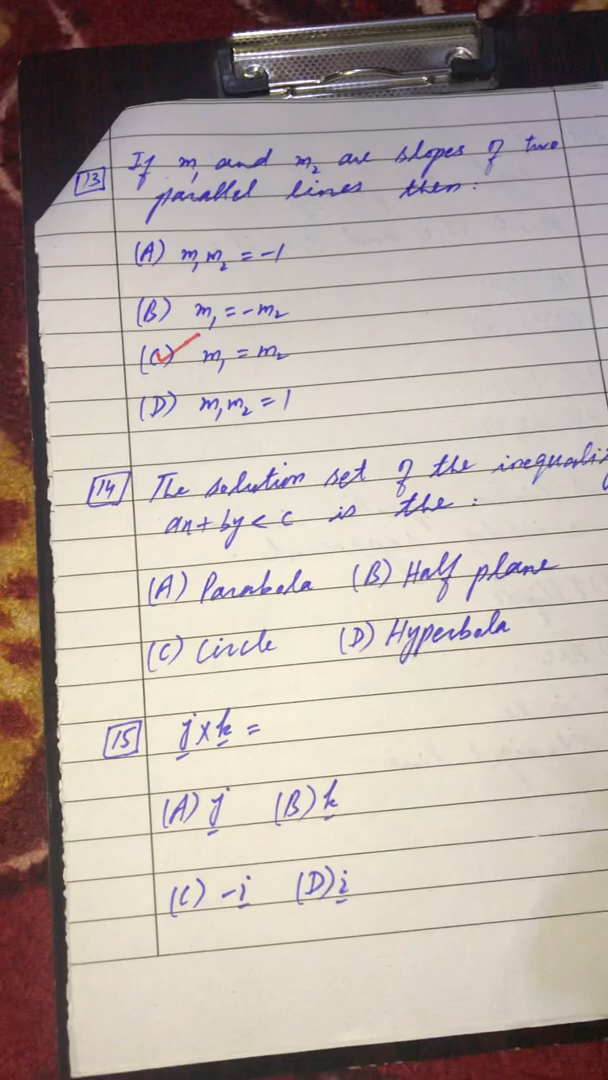 13 If m₁ and m₂ are slopes of two
parallel lines then:
(A) m₁m₂ = -1
(B) m₁ = -m₂
(C) m₁ = m₂
(D) m₁m₂ = 1
14 The solution set of the
ax + by < c is the:
(A) Parabola (B) Half plane
(C) Circle (D) Hyperbola
15 j × k =
(A) j (B) k
(C) -i (D) i